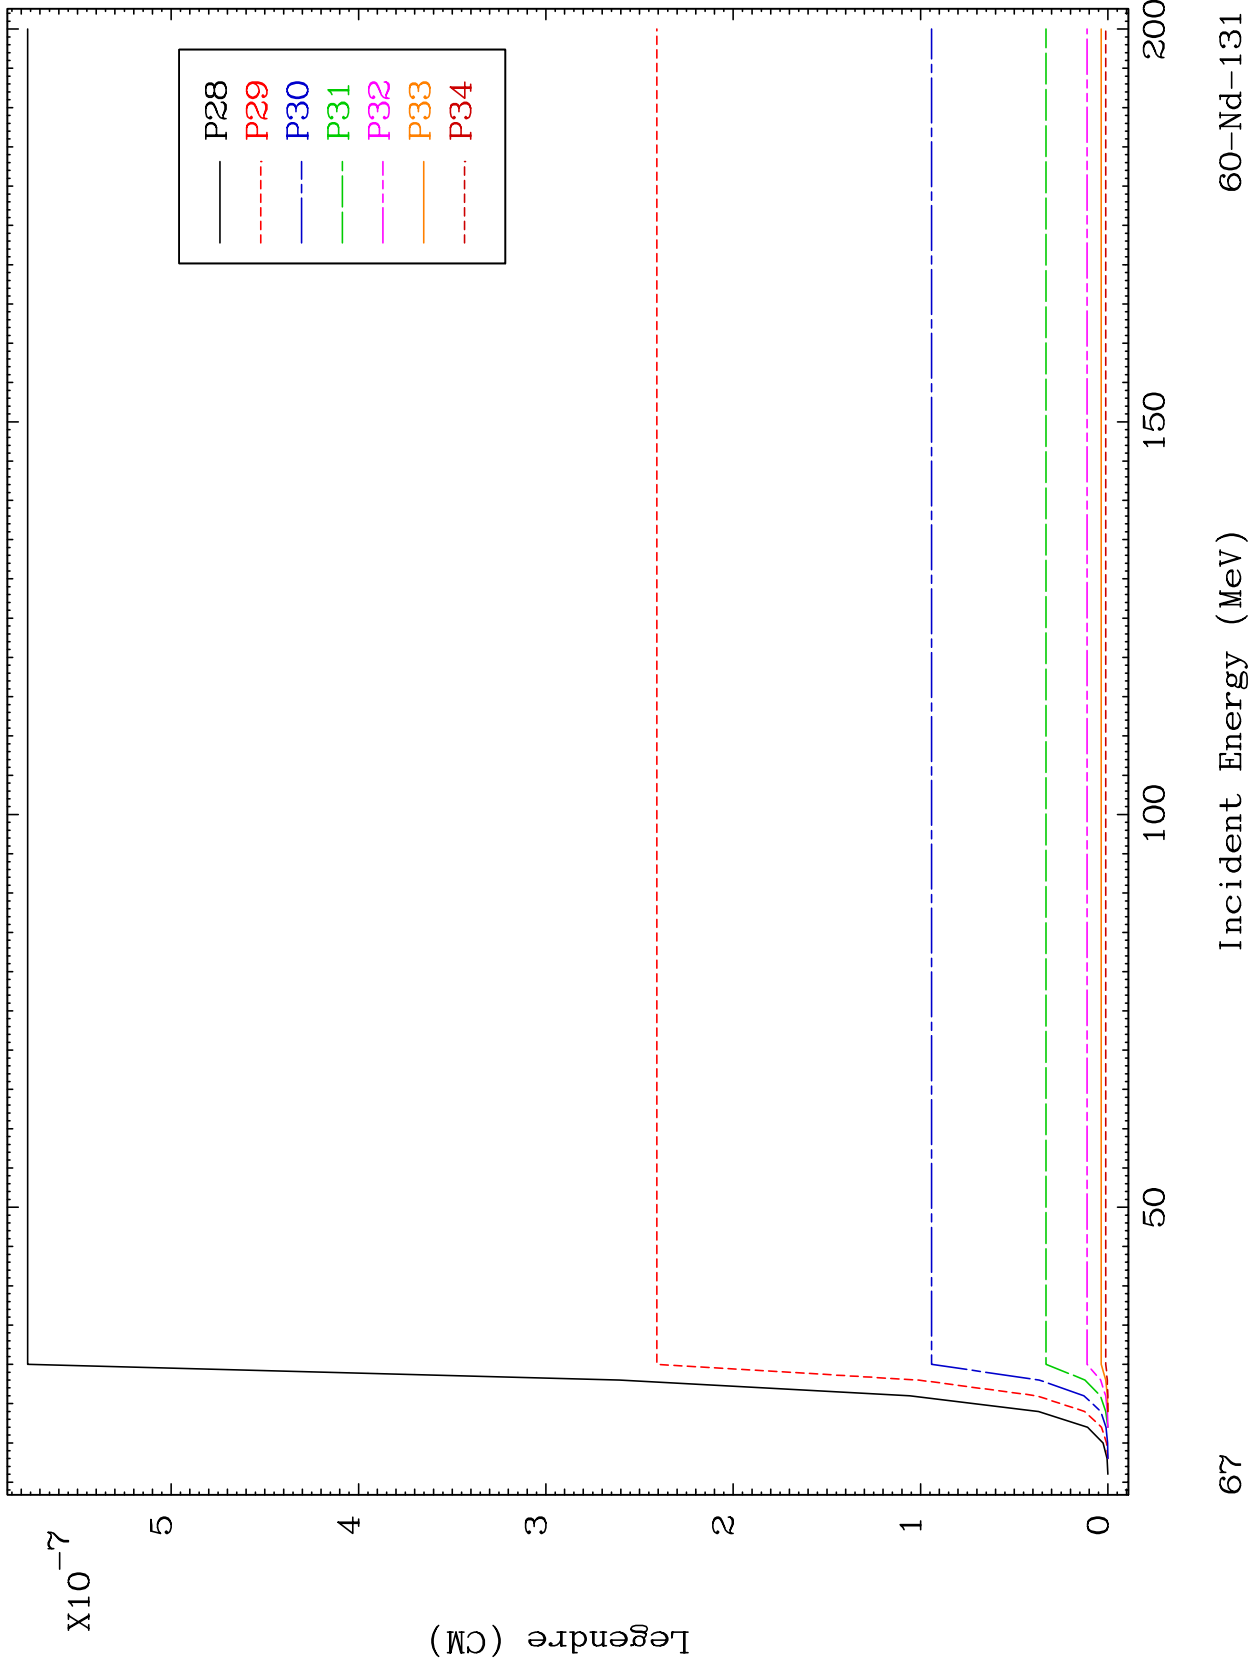 X10-7
5
4
3
2
1
0
Legendre (CM)
P28
P29
P30
P31
P32
P33
P34
50
100
150
200
Incident Energy (MeV)
67
60-Nd-131